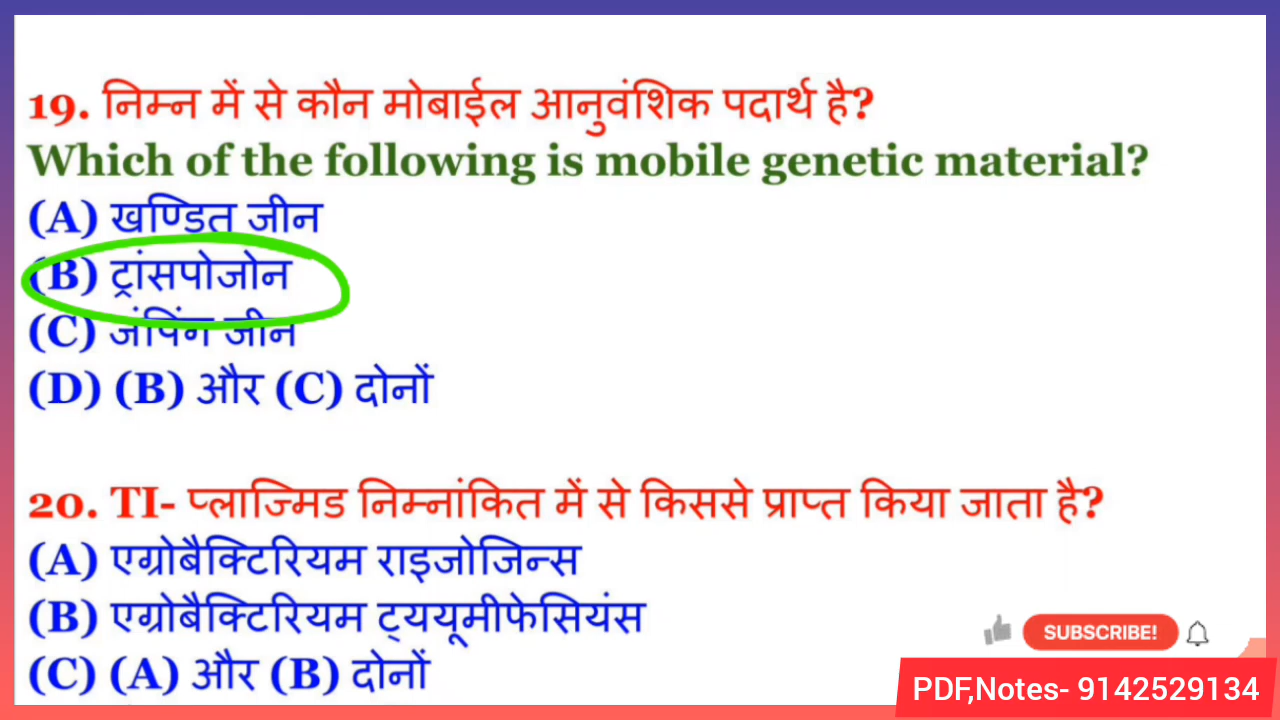 19. निम्न में से कौन मोबाईल आनुवंशिक पदार्थ है?
Which of the following is mobile genetic material?
(A) खण्डित जीन
(B) ट्रांसपोजोन
(C) जंपिंग जीन
(D) (B) और (C) दोनों
20. TI- प्लाज्मिड निम्नांकित में से किससे प्राप्त किया जाता है?
(A) एग्रोबैक्टिरियम राइजोजिन्स
(B) एग्रोबैक्टिरियम ट्ययूमीफेसियंस
(C) (A) और (B) दोनों
SUBSCRIBE!
PDF,Notes- 9142529134